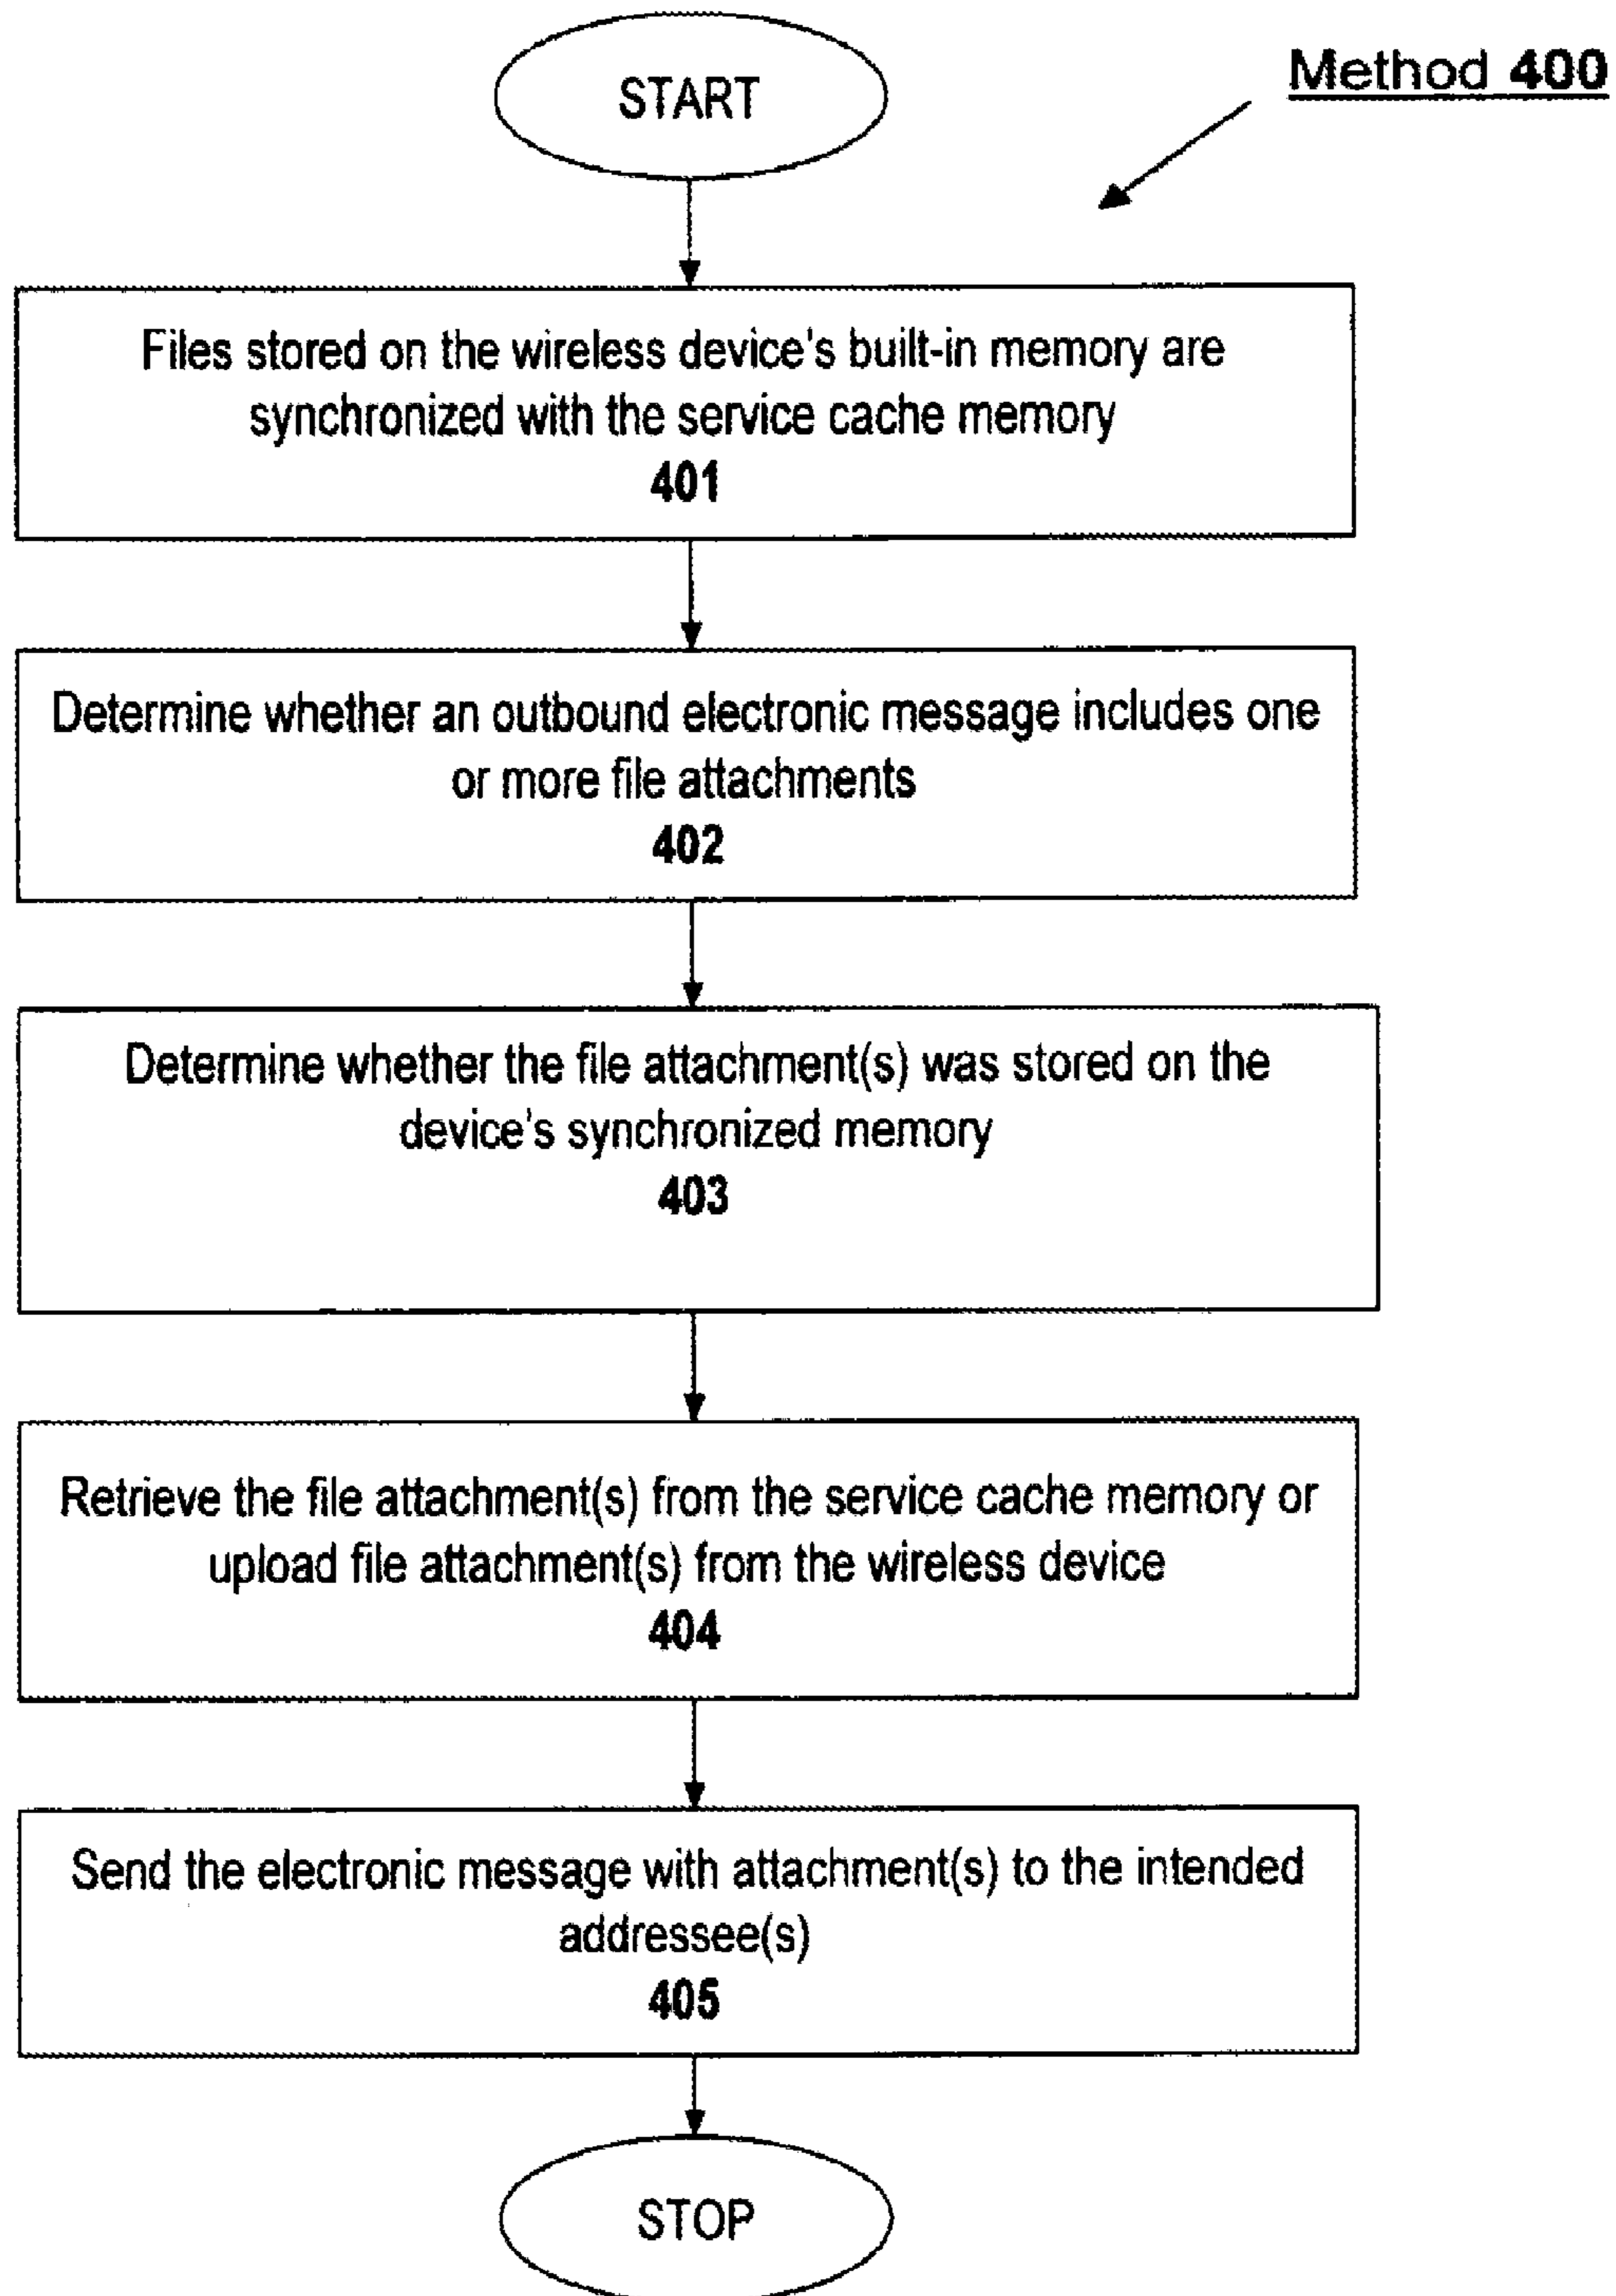 START
Method 400
Files stored on the wireless device's built-in memory are
synchronized with the service cache memory
401
Determine whether an outbound electronic message includes one
or more file attachments
402
Determine whether the file attachment(s) was stored on the
device's synchronized memory
403
Retrieve the file attachment(s) from the service cache memory or
upload file attachment(s) from the wireless device
404
Send the electronic message with attachment(s) to the intended
addressee(s)
405
STOP